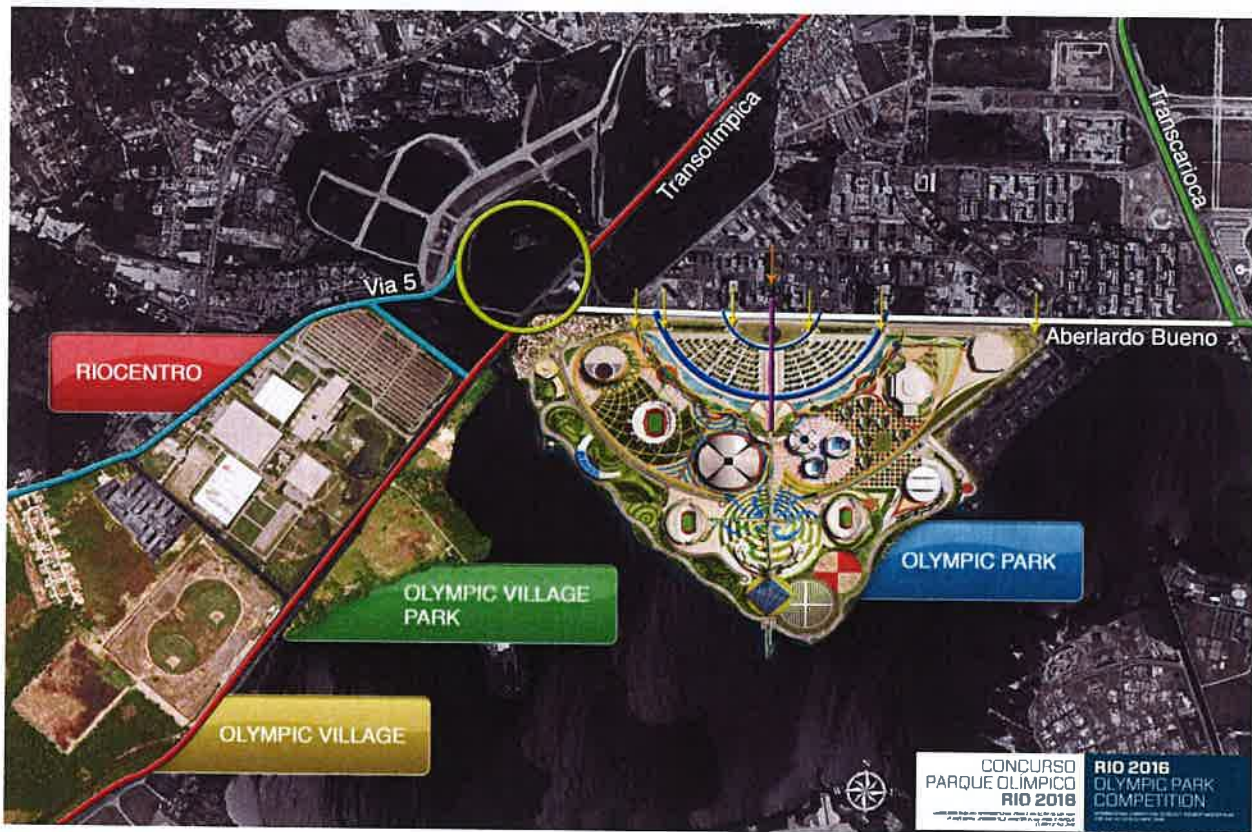 Transolímpica
Transcarioca
Via 5
Aberlardo Bueno
RIOCENTRO
OLYMPIC PARK
OLYMPIC VILLAGE
PARK
OLYMPIC VILLAGE
CONCURSO
PARQUE OLÍMPICO
RIO 2016
RIO 2016
OLYMPIC PARK
COMPETITION